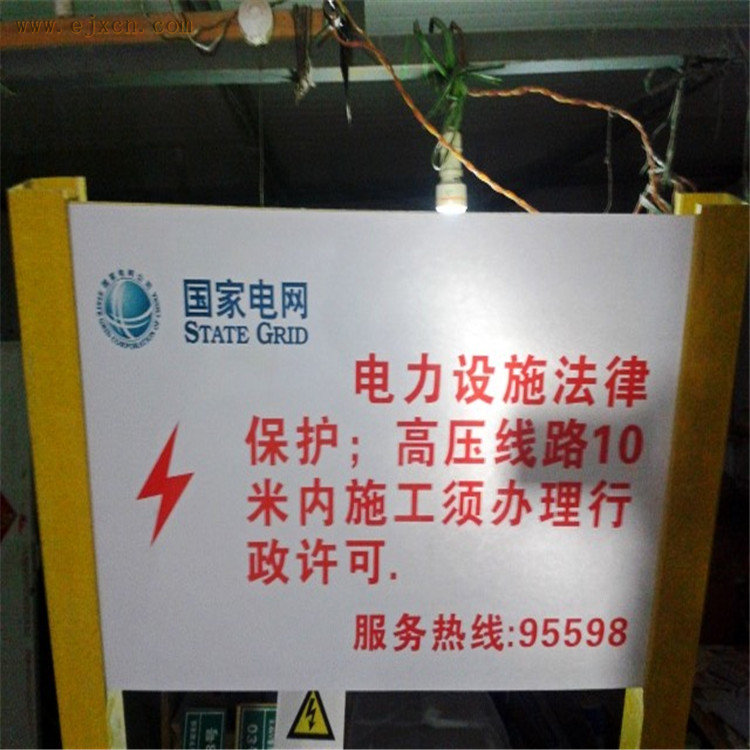 www.ejxcn.com
国家电网
STATE GRID
电力设施法律
保护；高压线路10
米内施工须办理行
政许可.
服务热线:95598